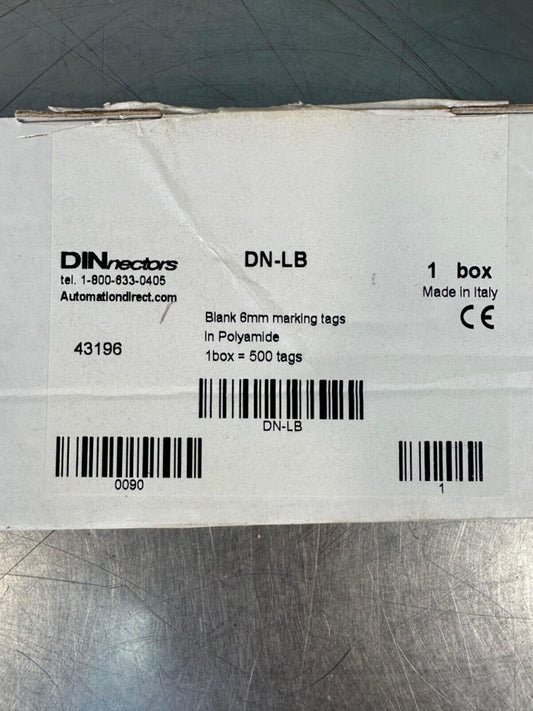 DINnectors
tel. 1-800-633-0405
Automationdirect.com
43196
DN-LB
Blank 6mm marking tags
in Polyamide
1box = 500 tags
1 box
Made in Italy
CE
DN-LB
0090
1